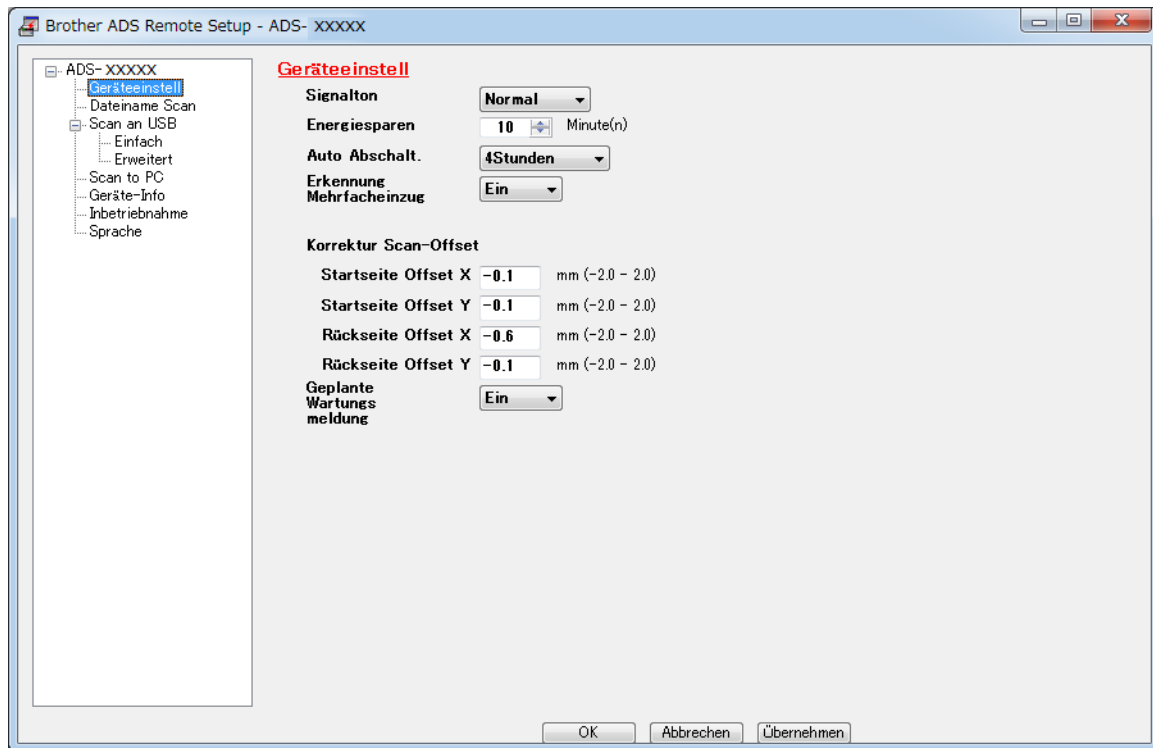 Brother ADS Remote Setup - ADS- XXXXX
ADS- XXXXX
Geräteeinstell
Dateiname Scan
Scan an USB
Einfach
Erweitert
Scan to PC
Geräte-Info
Inbetriebnahme
Sprache
Geräteeinstell
Signalton Normal
Energiesparen 10 Minute(n)
Auto Abschalt. 4Stunden
Erkennung
Mehrfacheinzug Ein
Korrektur Scan-Offset
Startseite Offset X -0.1 mm (-2.0 - 2.0)
Startseite Offset Y -0.1 mm (-2.0 - 2.0)
Rückseite Offset X -0.6 mm (-2.0 - 2.0)
Rückseite Offset Y -0.1 mm (-2.0 - 2.0)
Geplante
Wartungs Ein
meldung
OK Abbrechen Übernehmen